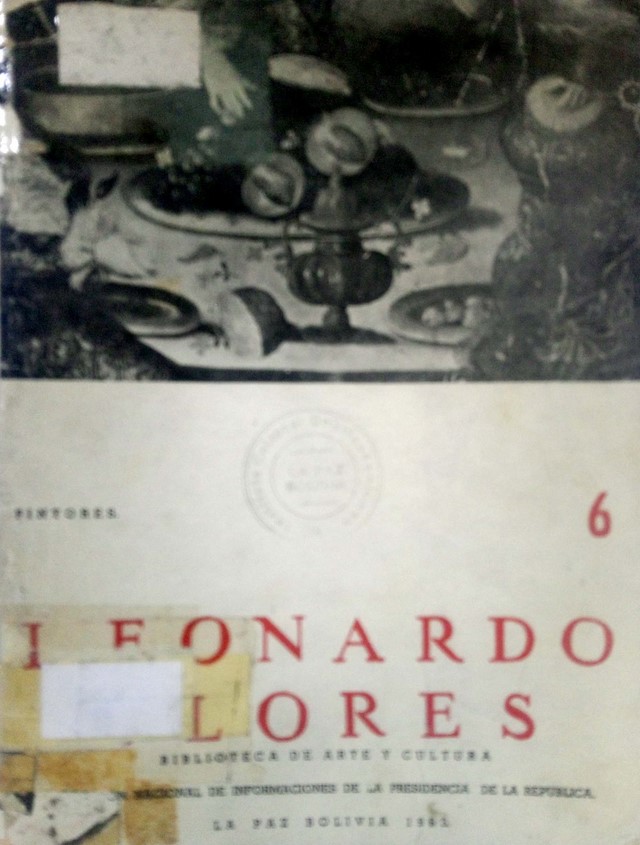 PINTORES
6
LEONARDO
LORES
BIBLIOTECA DE ARTE Y CULTURA
NACIONAL DE INFORMACIONES DE LA PRESIDENCIA DE LA REPUBLICA.
LA PAZ BOLIVIA